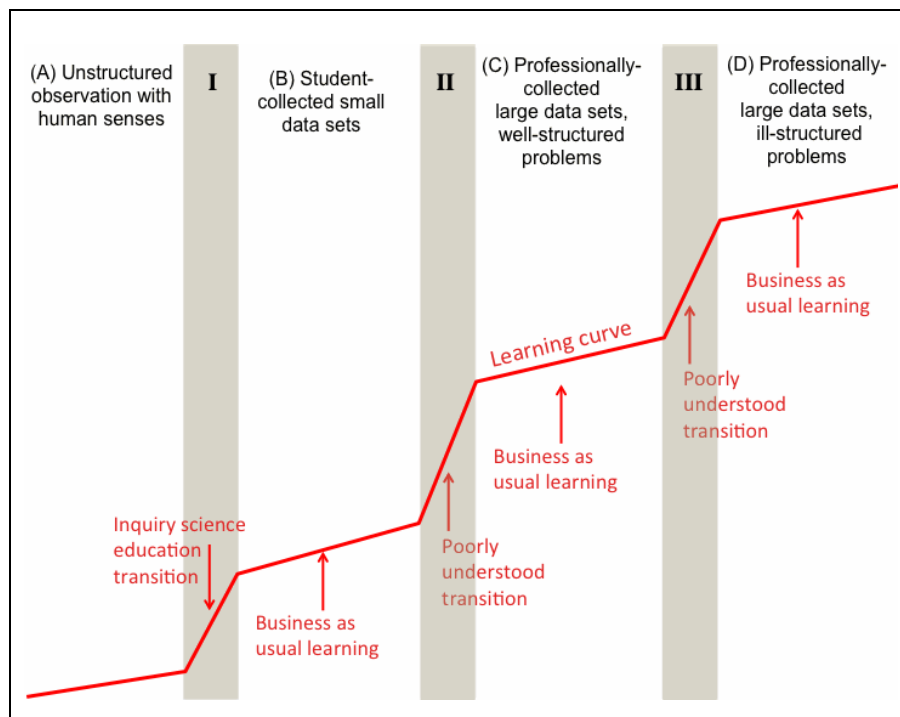 (A) Unstructured
observation with
human senses
I
(B) Student-
collected small
data sets
II
(C) Professionally-
collected
large data sets,
well-structured
problems
III
(D) Professionally-
collected
large data sets,
ill-structured
problems
Business as
usual learning
Learning curve
Poorly
understood
transition
Business as
usual learning
Inquiry science
education
transition
Poorly
understood
transition
Business as
usual learning